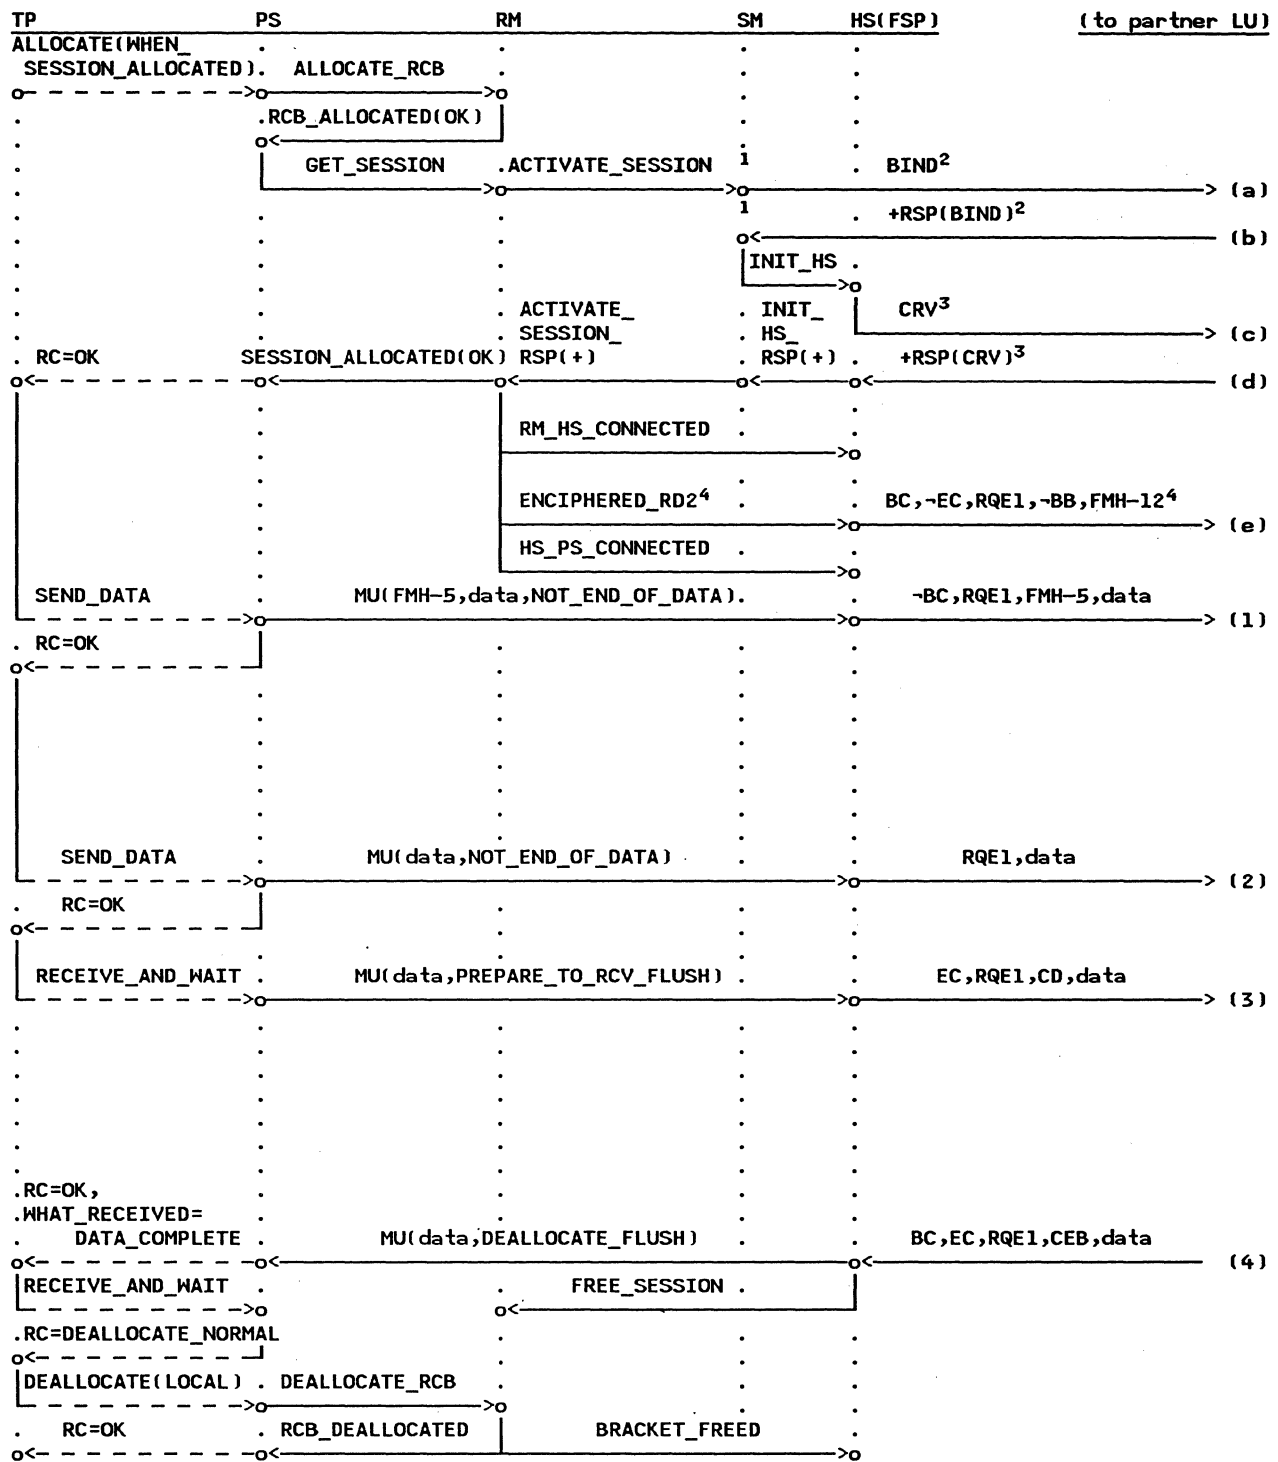 TP PS RM SM HS(FSP) (to partner LU)
ALLOCATE(WHEN_
SESSION_ALLOCATED). ALLOCATE_RCB
.RCB_ALLOCATED(OK)
GET_SESSION .ACTIVATE_SESSION 1 BIND2
(a)
1 +RSP(BIND)2
(b)
INIT_HS
ACTIVATE_ INIT_ CRV3
SESSION_ HS_ (c)
RC=OK SESSION_ALLOCATED(OK) RSP(+) RSP(+) +RSP(CRV)3
(d)
RM_HS_CONNECTED
ENCIPHERED_RD24 BC,¬EC,RQE1,¬BB,FMH-124
(e)
HS_PS_CONNECTED
SEND_DATA MU(FMH-5,data,NOT_END_OF_DATA). ¬BC,RQE1,FMH-5,data
(1)
RC=OK
SEND_DATA MU(data,NOT_END_OF_DATA) RQE1,data
(2)
RC=OK
RECEIVE_AND_WAIT MU(data,PREPARE_TO_RCV_FLUSH) EC,RQE1,CD,data
(3)
.RC=OK,
.WHAT_RECEIVED=
DATA_COMPLETE MU(data,DEALLOCATE_FLUSH) BC,EC,RQE1,CEB,data
(4)
RECEIVE_AND_WAIT FREE_SESSION
.RC=DEALLOCATE_NORMAL
DEALLOCATE(LOCAL) DEALLOCATE_RCB
RC=OK RCB_DEALLOCATED BRACKET_FREED